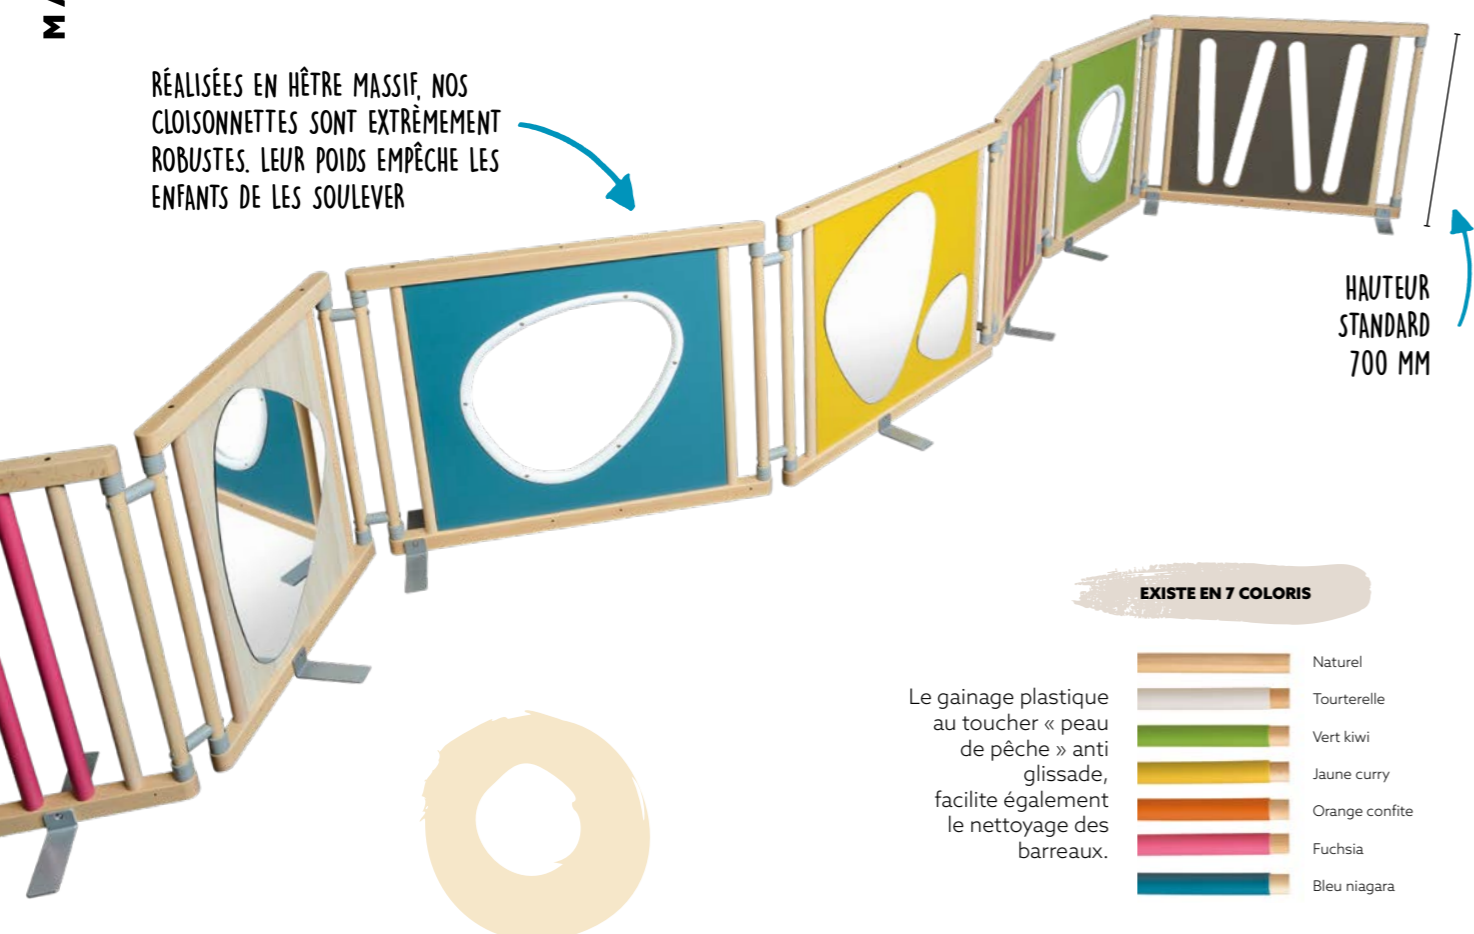 MA
RÉALISÉES EN HÊTRE MASSIF, NOS
CLOISONNETTES SONT EXTRÈMEMENT
ROBUSTES. LEUR POIDS EMPÊCHE LES
ENFANTS DE LES SOULEVER
HAUTEUR
STANDARD
700 MM
EXISTE EN 7 COLORIS
Le gainage plastique
au toucher « peau
de pêche » anti
glissade,
facilite également
le nettoyage des
barreaux.
Naturel
Tourterelle
Vert kiwi
Jaune curry
Orange confite
Fuchsia
Bleu niagara